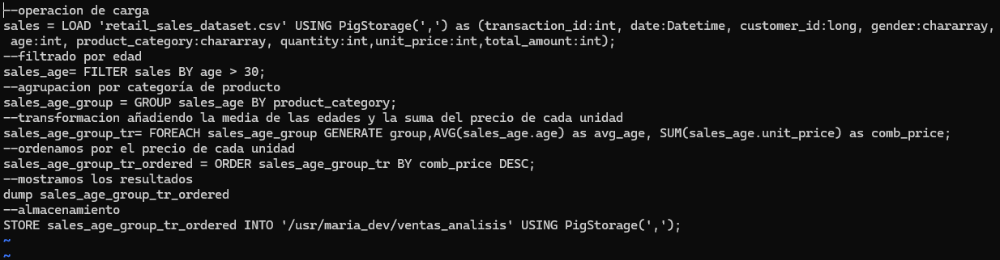 --operacion de carga
sales = LOAD 'retail_sales_dataset.csv' USING PigStorage(',') as (transaction_id:int, date:Datetime, customer_id:long, gender:chararray,
 age:int, product_category:chararray, quantity:int,unit_price:int,total_amount:int);
--filtrado por edad
sales_age= FILTER sales BY age > 30;
--agrupacion por categoría de producto
sales_age_group = GROUP sales_age BY product_category;
--transformacion añadiendo la media de las edades y la suma del precio de cada unidad
sales_age_group_tr= FOREACH sales_age_group GENERATE group,AVG(sales_age.age) as avg_age, SUM(sales_age.unit_price) as comb_price;
--ordenamos por el precio de cada unidad
sales_age_group_tr_ordered = ORDER sales_age_group_tr BY comb_price DESC;
--mostramos los resultados
dump sales_age_group_tr_ordered
--almacenamiento
STORE sales_age_group_tr_ordered INTO '/usr/maria_dev/ventas_analisis' USING PigStorage(',');
~
~